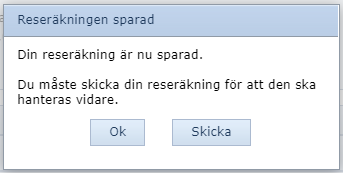 Reseräkningen sparad
Din reseräkning är nu sparad.
Du måste skicka din reseräkning för att den ska
hanteras vidare.
Ok Skicka